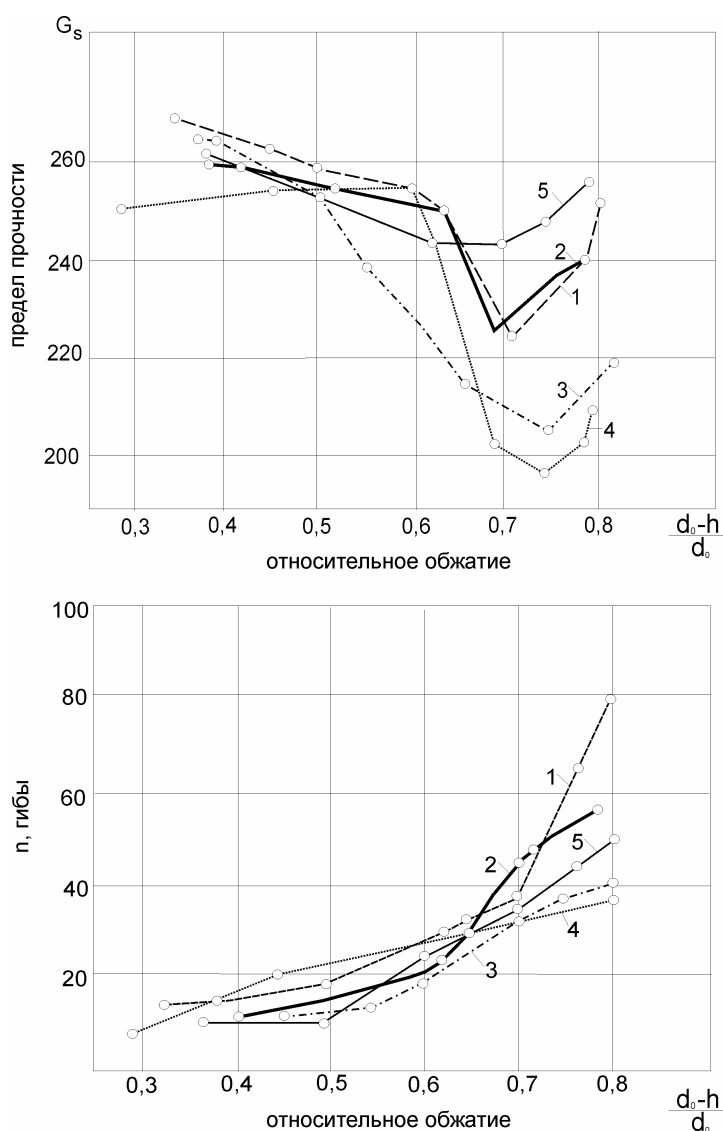 Gs
260
240
220
200
предел прочности
5
2
1
3
4
0,3 0,4 0,5 0,6 0,7 0,8
d₀-h
d₀
относительное обжатие
100
80
60
40
20
n, гибы
1
2
5
4
3
0,3 0,4 0,5 0,6 0,7 0,8
d₀-h
d₀
относительное обжатие